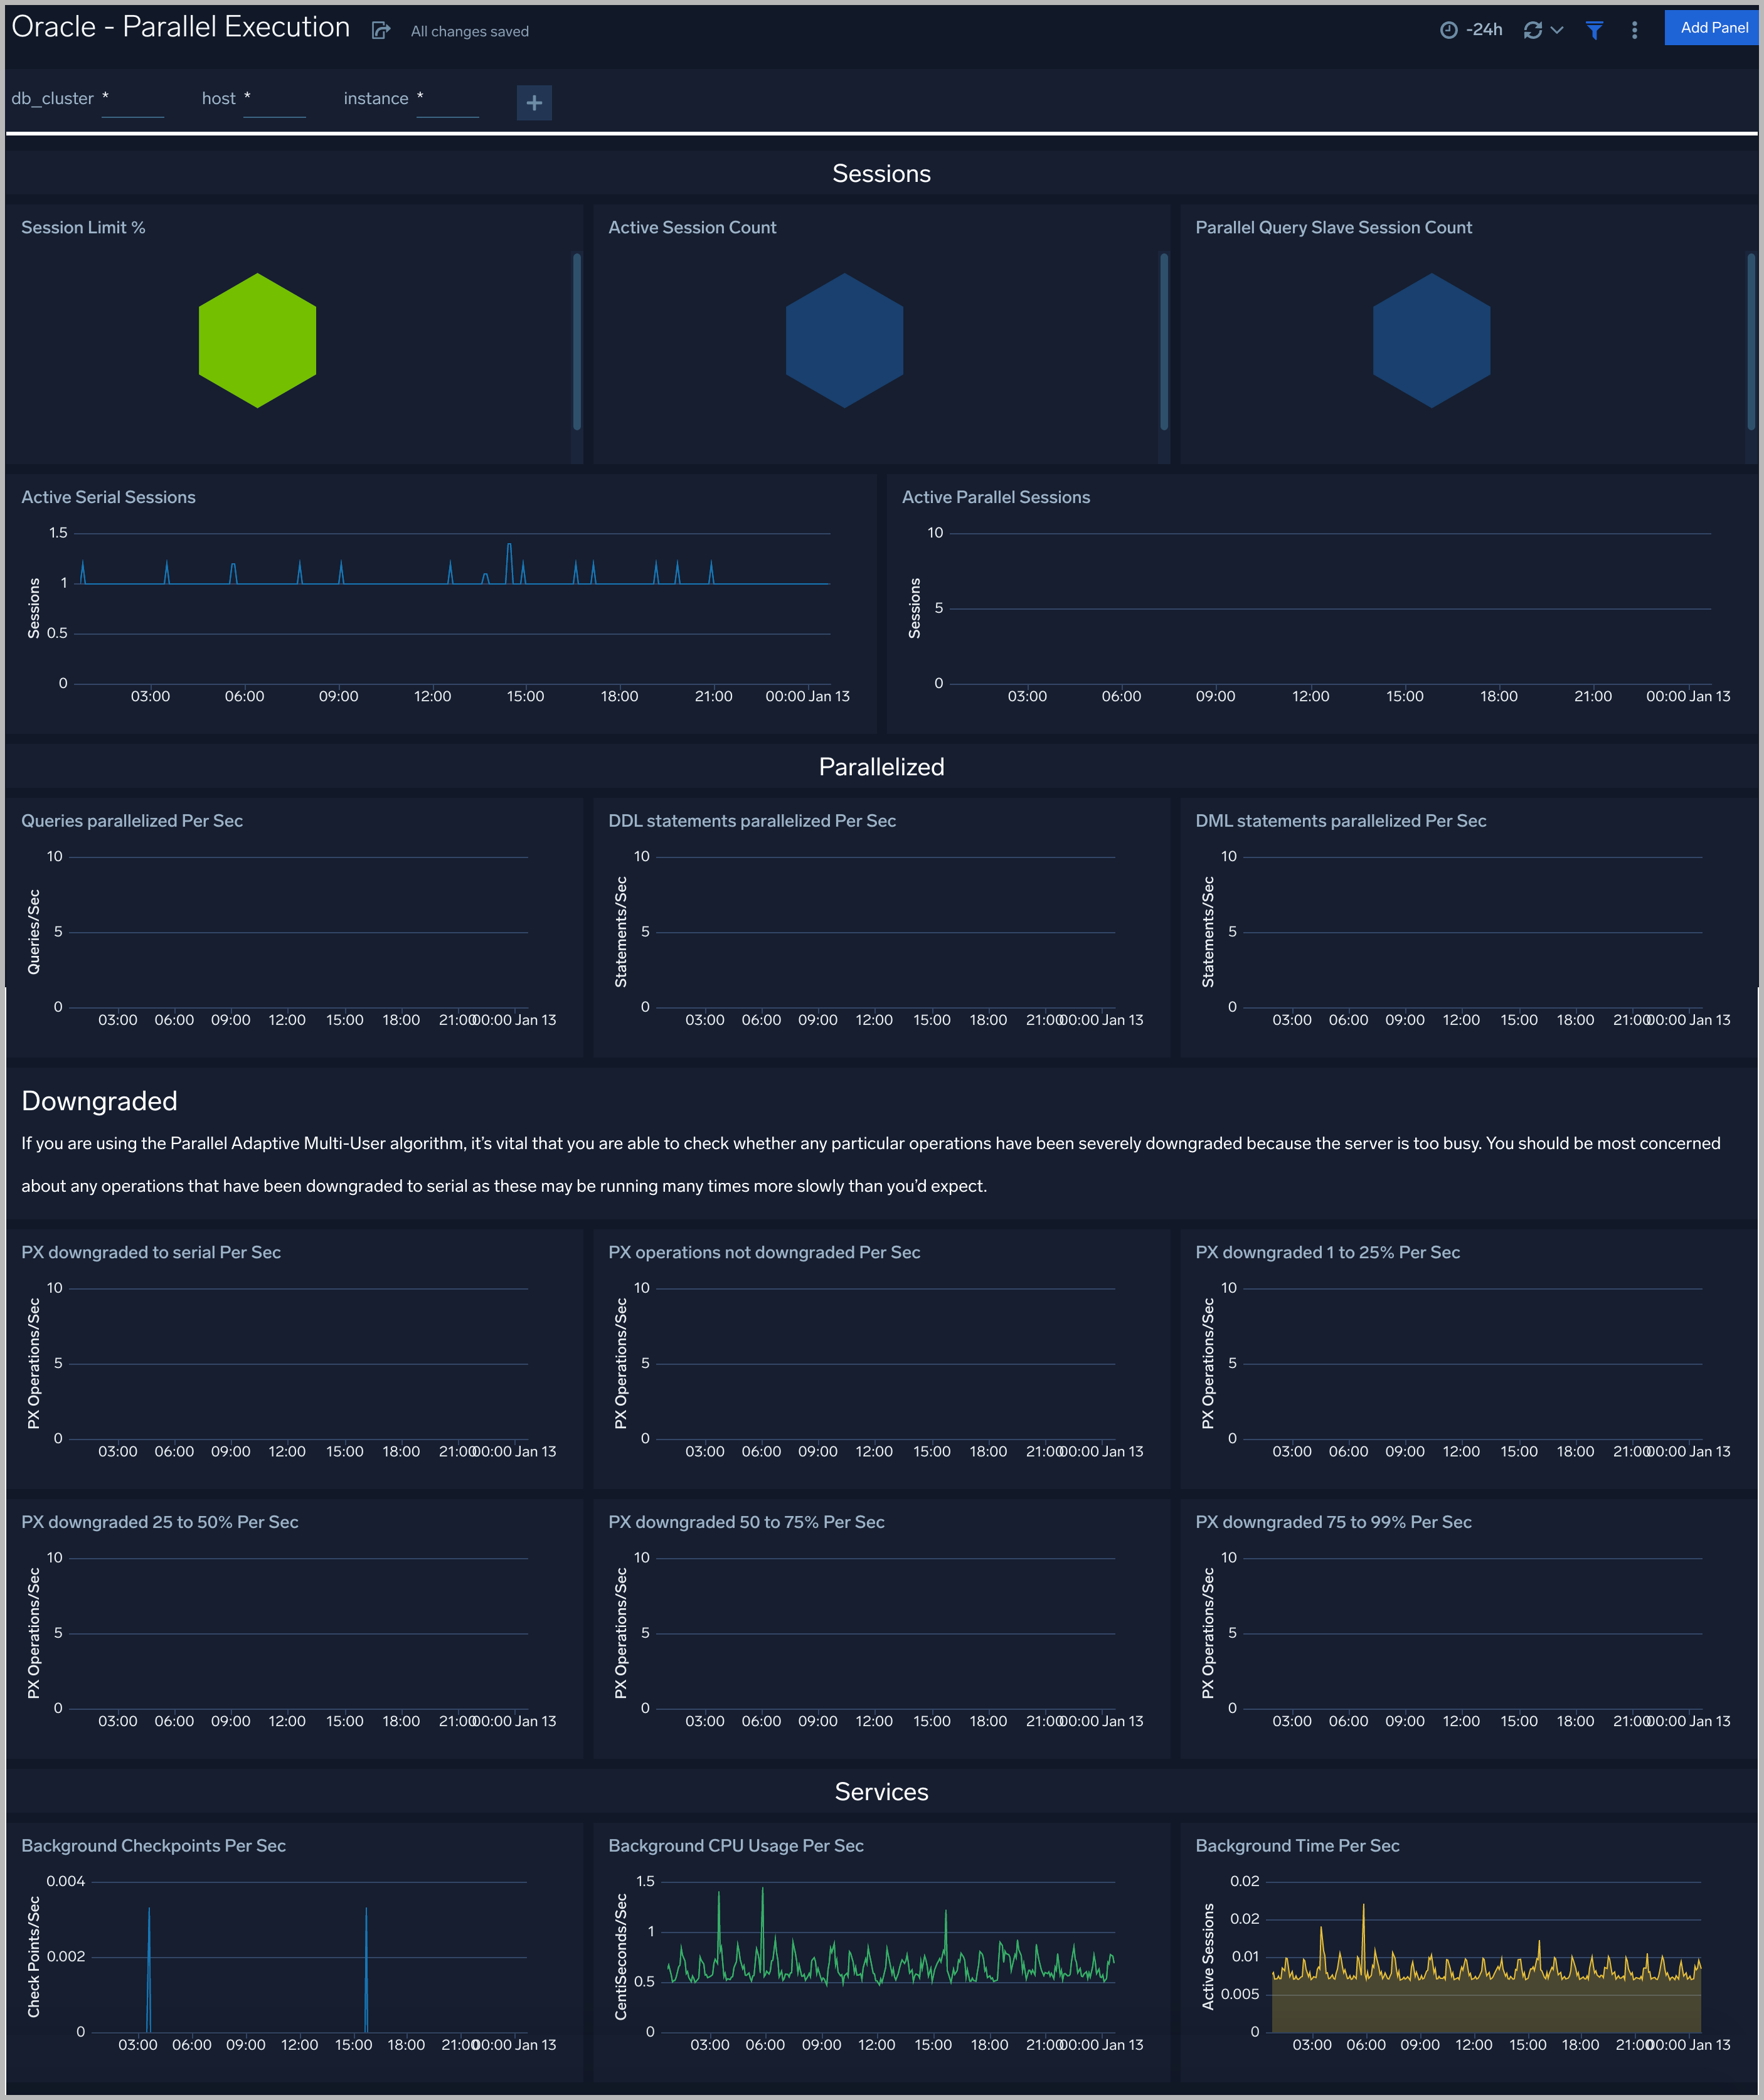 Oracle - Parallel Execution
All changes saved
-24h
Add Panel
db_cluster *
host *
instance *
+
Sessions
Session Limit %
Active Session Count
Parallel Query Slave Session Count
Active Serial Sessions
Sessions
1.5
1
0.5
0
03:00 06:00 09:00 12:00 15:00 18:00 21:00 00:00 Jan 13
Active Parallel Sessions
Sessions
10
5
0
03:00 06:00 09:00 12:00 15:00 18:00 21:00 00:00 Jan 13
Parallelized
Queries parallelized Per Sec
Queries/Sec
10
5
0
03:00 06:00 09:00 12:00 15:00 18:00 21:00 00:00 Jan 13
DDL statements parallelized Per Sec
Statements/Sec
10
5
0
03:00 06:00 09:00 12:00 15:00 18:00 21:00 00:00 Jan 13
DML statements parallelized Per Sec
Statements/Sec
10
5
0
03:00 06:00 09:00 12:00 15:00 18:00 21:00 00:00 Jan 13
Downgraded
If you are using the Parallel Adaptive Multi-User algorithm, it’s vital that you are able to check whether any particular operations have been severely downgraded because the server is too busy. You should be most concerned
about any operations that have been downgraded to serial as these may be running many times more slowly than you’d expect.
PX downgraded to serial Per Sec
PX Operations/Sec
10
5
0
03:00 06:00 09:00 12:00 15:00 18:00 21:00 00:00 Jan 13
PX operations not downgraded Per Sec
PX Operations/Sec
10
5
0
03:00 06:00 09:00 12:00 15:00 18:00 21:00 00:00 Jan 13
PX downgraded 1 to 25% Per Sec
PX Operations/Sec
10
5
0
03:00 06:00 09:00 12:00 15:00 18:00 21:00 00:00 Jan 13
PX downgraded 25 to 50% Per Sec
PX Operations/Sec
10
5
0
03:00 06:00 09:00 12:00 15:00 18:00 21:00 00:00 Jan 13
PX downgraded 50 to 75% Per Sec
PX Operations/Sec
10
5
0
03:00 06:00 09:00 12:00 15:00 18:00 21:00 00:00 Jan 13
PX downgraded 75 to 99% Per Sec
PX Operations/Sec
10
5
0
03:00 06:00 09:00 12:00 15:00 18:00 21:00 00:00 Jan 13
Services
Background Checkpoints Per Sec
Check Points/Sec
0.004
0.002
0
03:00 06:00 09:00 12:00 15:00 18:00 21:00 00:00 Jan 13
Background CPU Usage Per Sec
CentiSeconds/Sec
1.5
1
0.5
0
03:00 06:00 09:00 12:00 15:00 18:00 21:00 00:00 Jan 13
Background Time Per Sec
Active Sessions
0.02
0.02
0.01
0.005
0
03:00 06:00 09:00 12:00 15:00 18:00 21:00 00:00 Jan 13